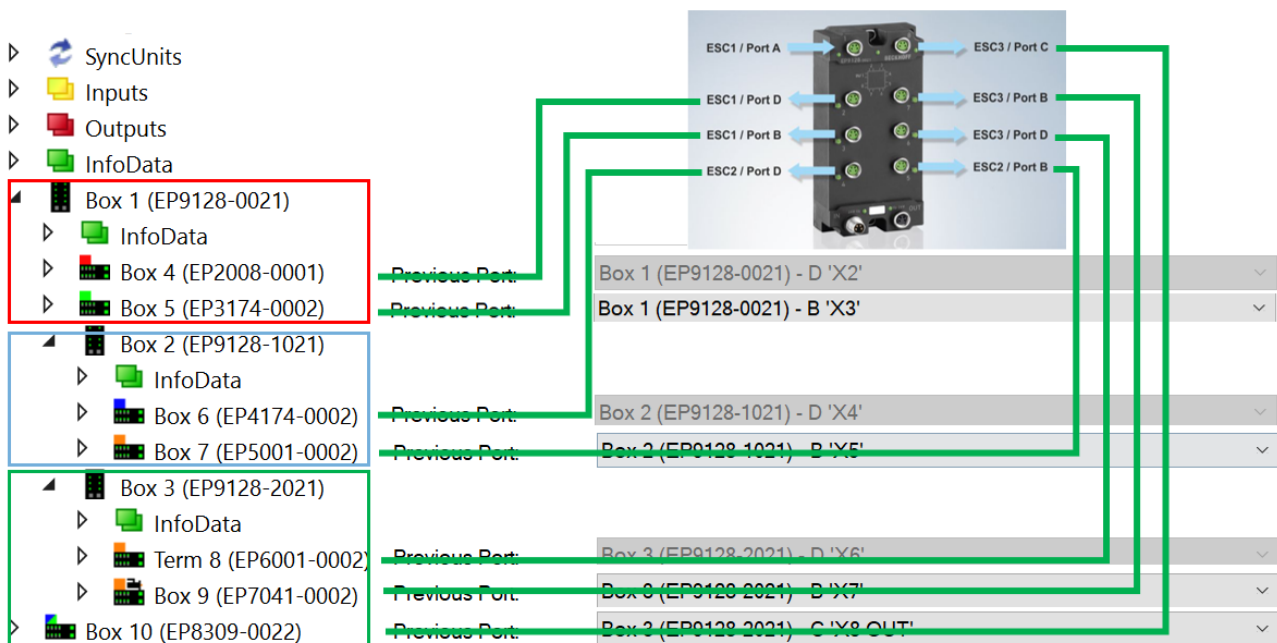 SyncUnits
Inputs
Outputs
InfoData
Box 1 (EP9128-0021)
InfoData
Box 4 (EP2008-0001)
Box 5 (EP3174-0002)
Box 2 (EP9128-1021)
InfoData
Box 6 (EP4174-0002)
Box 7 (EP5001-0002)
Box 3 (EP9128-2021)
InfoData
Term 8 (EP6001-0002)
Box 9 (EP7041-0002)
Box 10 (EP8309-0022)
ESC1 / Port A
ESC3 / Port C
ESC1 / Port D
ESC3 / Port B
ESC1 / Port B
ESC3 / Port D
ESC2 / Port D
ESC2 / Port B
Previous Port: Box 1 (EP9128-0021) - D 'X2'
Previous Port: Box 1 (EP9128-0021) - B 'X3'
Previous Port: Box 2 (EP9128-1021) - D 'X4'
Previous Port: Box 2 (EP9128-1021) - B 'X5'
Previous Port: Box 3 (EP9128-2021) - D 'X6'
Previous Port: Box 3 (EP9128-2021) - B 'X7'
Previous Port: Box 3 (EP9128-2021) - C 'X8 OUT'